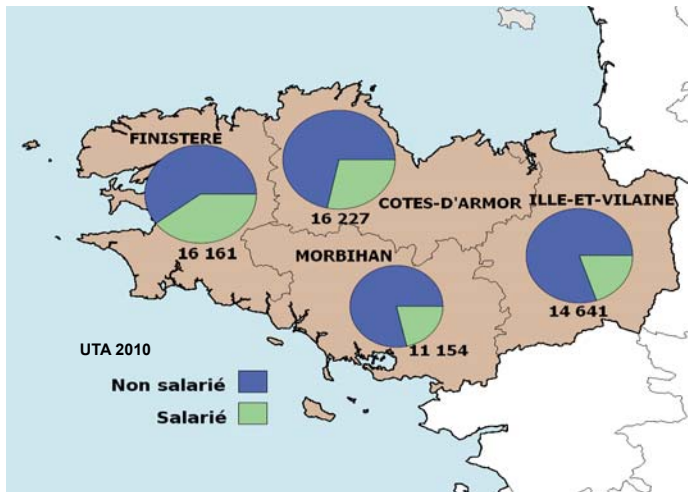 FINISTERE
16 227
COTES-D'ARMOR
ILLE-ET-VILAINE
16 161
MORBIHAN
14 641
11 154
UTA 2010
Non salarié
Salarié